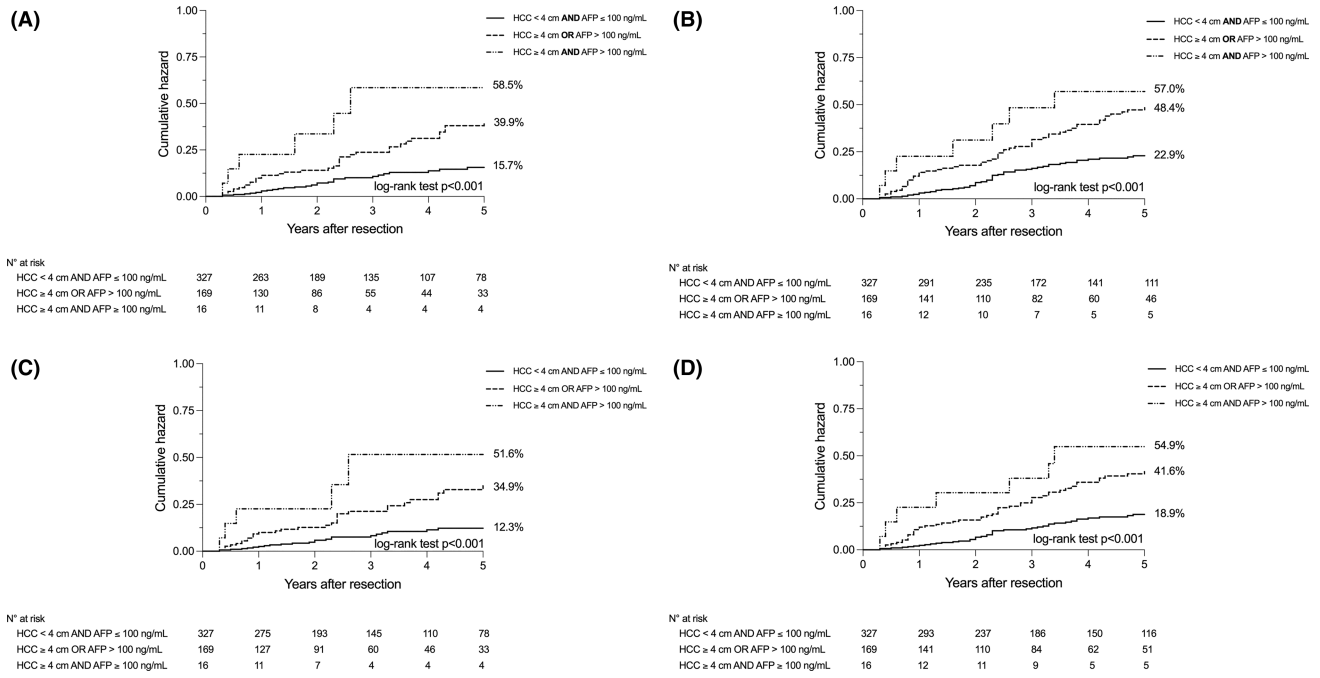 (A)
HCC < 4 cm AND AFP ≤ 100 ng/mL
HCC ≥ 4 cm OR AFP > 100 ng/mL
HCC ≥ 4 cm AND AFP > 100 ng/mL
Cumulative hazard
1.00
0.75
0.50
0.25
0.00
58.5%
39.9%
15.7%
log-rank test p<0.001
0 1 2 3 4 5
Years after resection
N° at risk
HCC < 4 cm AND AFP ≤ 100 ng/mL 327 263 189 135 107 78
HCC ≥ 4 cm OR AFP > 100 ng/mL 169 130 86 55 44 33
HCC ≥ 4 cm AND AFP ≥ 100 ng/mL 16 11 8 4 4 4
(B)
HCC < 4 cm AND AFP ≤ 100 ng/mL
HCC ≥ 4 cm OR AFP > 100 ng/mL
HCC ≥ 4 cm AND AFP > 100 ng/mL
Cumulative hazard
1.00
0.75
0.50
0.25
0.00
57.0%
48.4%
22.9%
log-rank test p<0.001
0 1 2 3 4 5
Years after resection
N° at risk
HCC < 4 cm AND AFP ≤ 100 ng/mL 327 291 235 172 141 111
HCC ≥ 4 cm OR AFP > 100 ng/mL 169 141 110 82 60 46
HCC ≥ 4 cm AND AFP ≥ 100 ng/mL 16 12 10 7 5 5
(C)
HCC < 4 cm AND AFP ≤ 100 ng/mL
HCC ≥ 4 cm OR AFP > 100 ng/mL
HCC ≥ 4 cm AND AFP > 100 ng/mL
Cumulative hazard
1.00
0.75
0.50
0.25
0.00
51.6%
34.9%
12.3%
log-rank test p<0.001
0 1 2 3 4 5
Years after resection
N° at risk
HCC < 4 cm AND AFP ≤ 100 ng/mL 327 275 193 145 110 78
HCC ≥ 4 cm OR AFP > 100 ng/mL 169 127 91 60 46 33
HCC ≥ 4 cm AND AFP ≥ 100 ng/mL 16 11 7 4 4 4
(D)
HCC < 4 cm AND AFP ≤ 100 ng/mL
HCC ≥ 4 cm OR AFP > 100 ng/mL
HCC ≥ 4 cm AND AFP > 100 ng/mL
Cumulative hazard
1.00
0.75
0.50
0.25
0.00
54.9%
41.6%
18.9%
log-rank test p<0.001
0 1 2 3 4 5
Years after resection
N° at risk
HCC < 4 cm AND AFP ≤ 100 ng/mL 327 293 237 186 150 116
HCC ≥ 4 cm OR AFP > 100 ng/mL 169 141 110 84 62 51
HCC ≥ 4 cm AND AFP ≥ 100 ng/mL 16 12 11 9 5 5